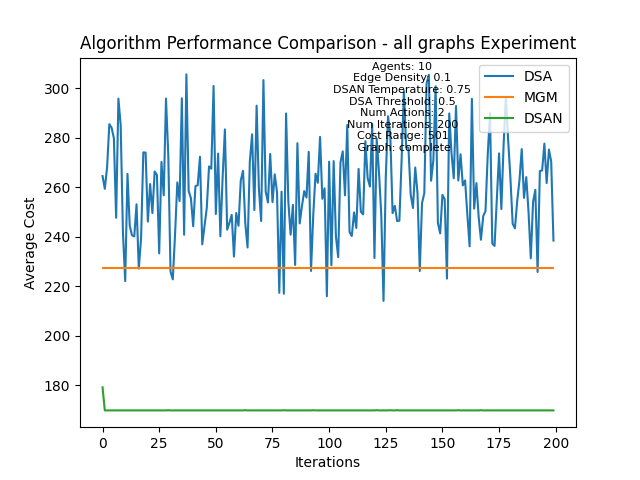 Algorithm Performance Comparison - all graphs Experiment
Agents: 10
Edge Density: 0.1
DSAN Temperature: 0.75
DSA Threshold: 0.5
Num Actions: 2
Num Iterations: 200
Cost Range: 501
Graph: complete
DSA
MGM
DSAN
Average Cost
300
280
260
240
220
200
180
0
25
50
75
100
125
150
175
200
Iterations